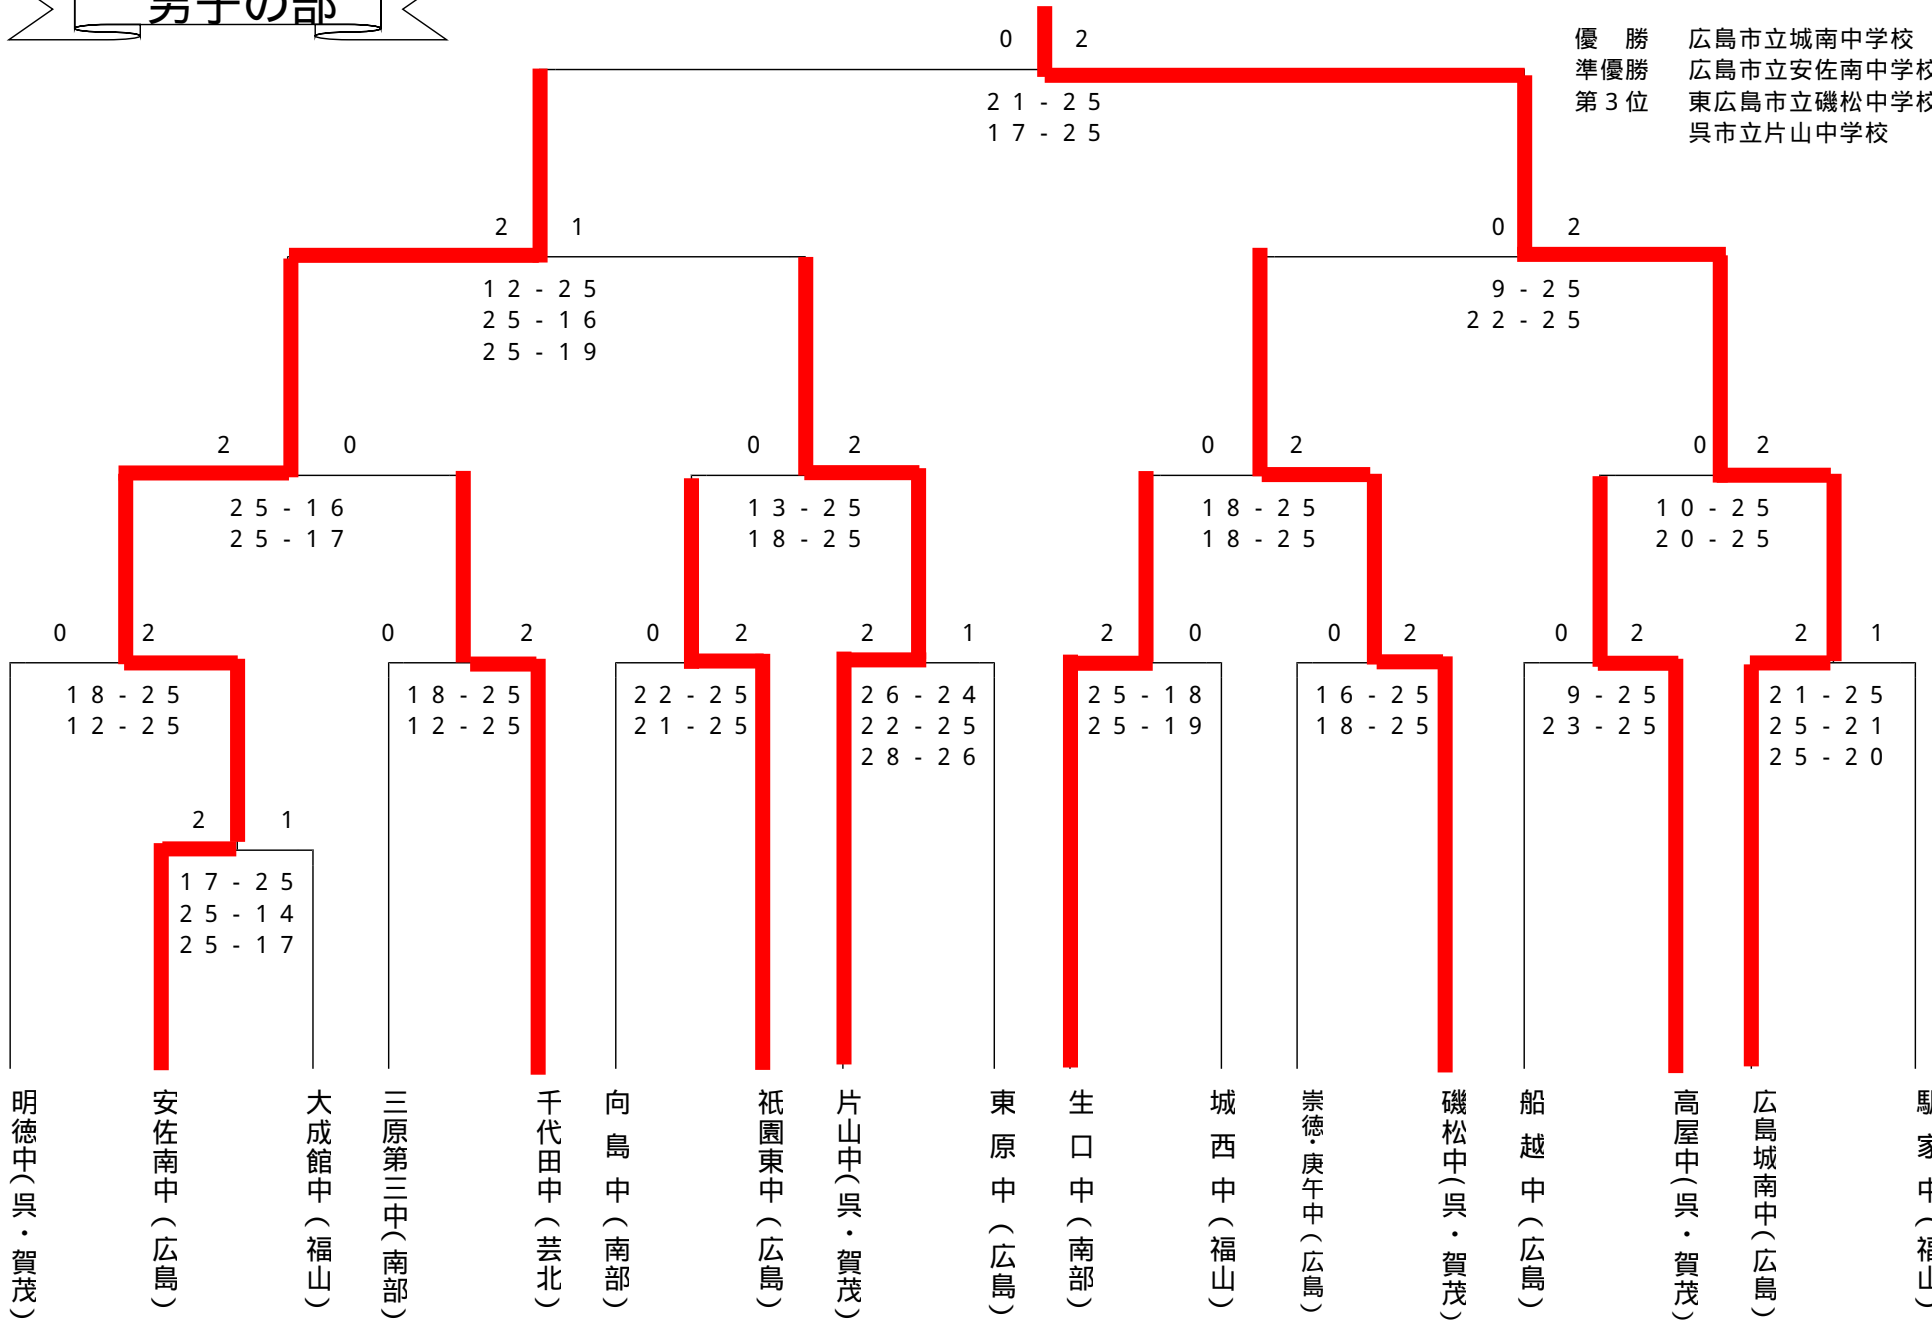 男子の部
0 2
優 勝 広島市立城南中学校
準優勝 広島市立安佐南中学校
第3位 東広島市立磯松中学校
呉市立片山中学校
21-25
17-25
2 1
0 2
12-25
25-16
25-19
9-25
22-25
2 0
0 2
0 2
0 2
25-16
25-17
13-25
18-25
18-25
18-25
10-25
20-25
0 2
0 2
0 2
2 1
2 0
0 2
0 2
2 1
18-25
12-25
18-25
12-25
22-25
21-25
26-24
22-25
28-26
25-18
25-19
16-25
18-25
9-25
23-25
21-25
25-21
25-20
2 1
17-25
25-14
25-17
明徳中(呉・賀茂)
安佐南中(広島)
大成館中(福山)
三原第三中(南部)
千代田中(芸北)
向島中(南部)
祇園東中(広島)
片山中(呉・賀茂)
東原中(広島)
生口中(南部)
城西中(福山)
崇徳・庚午中(広島)
磯松中(呉・賀茂)
船越中(広島)
高屋中(呉・賀茂)
広島城南中(広島)
駅家中(福山)